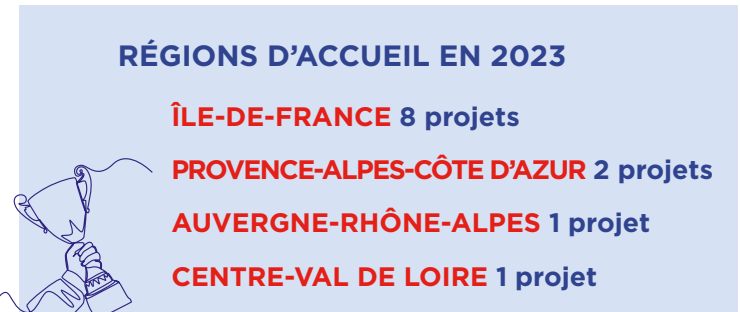 RÉGIONS D’ACCUEIL EN 2023
ÎLE-DE-FRANCE 8 projets
PROVENCE-ALPES-CÔTE D’AZUR 2 projets
AUVERGNE-RHÔNE-ALPES 1 projet
CENTRE-VAL DE LOIRE 1 projet